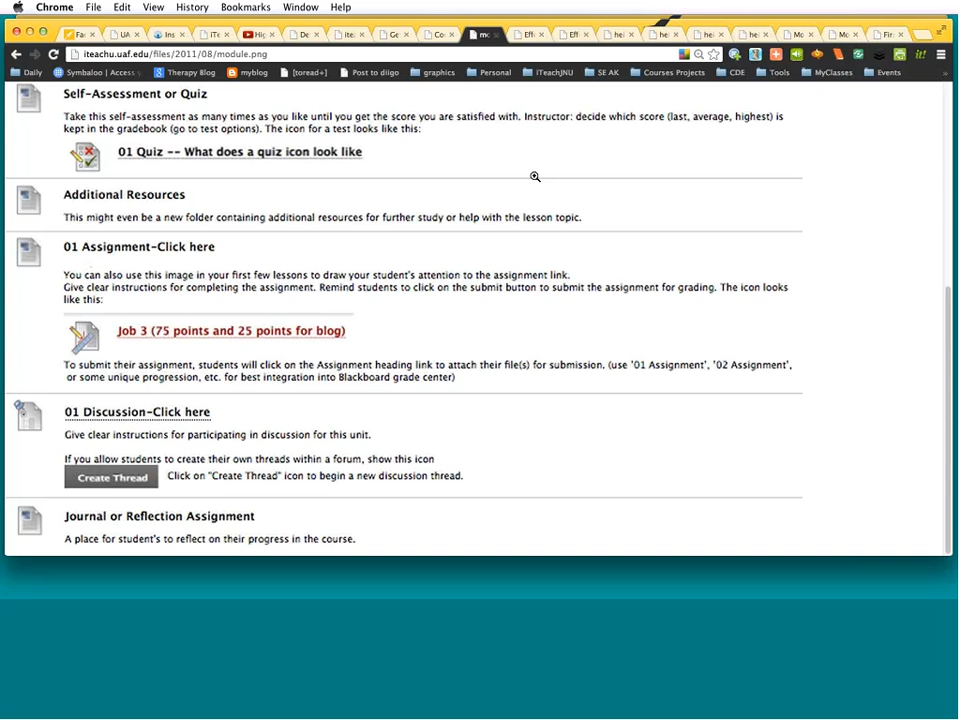 Chrome File Edit View History Bookmarks Window Help
iteachu.uaf.edu/files/2011/08/module.png
Daily Symbaloo | Access Therapy Blog myblog [toread+] Post to diigo graphics Personal ITeachJNU SE AK Courses Projects CDE Tools MyClasses Events
Self-Assessment or Quiz
Take this self-assessment as many times as you like until you get the score you are satisfied with. Instructor: decide which score (last, average, highest) is
kept in the gradebook (go to test options). The icon for a test looks like this:
01 Quiz -- What does a quiz icon look like
Additional Resources
This might even be a new folder containing additional resources for further study or help with the lesson topic.
01 Assignment-Click here
You can also use this image in your first few lessons to draw your student's attention to the assignment link.
Give clear instructions for completing the assignment. Remind students to click on the submit button to submit the assignment for grading. The icon looks
like this:
Job 3 (75 points and 25 points for blog)
To submit their assignment, students will click on the Assignment heading link to attach their file(s) for submission. (use '01 Assignment', '02 Assignment',
or some unique progression, etc. for best integration into Blackboard grade center)
01 Discussion-Click here
Give clear instructions for participating in discussion for this unit.
If you allow students to create their own threads within a forum, show this icon
Create Thread Click on "Create Thread" icon to begin a new discussion thread.
Journal or Reflection Assignment
A place for student's to reflect on their progress in the course.